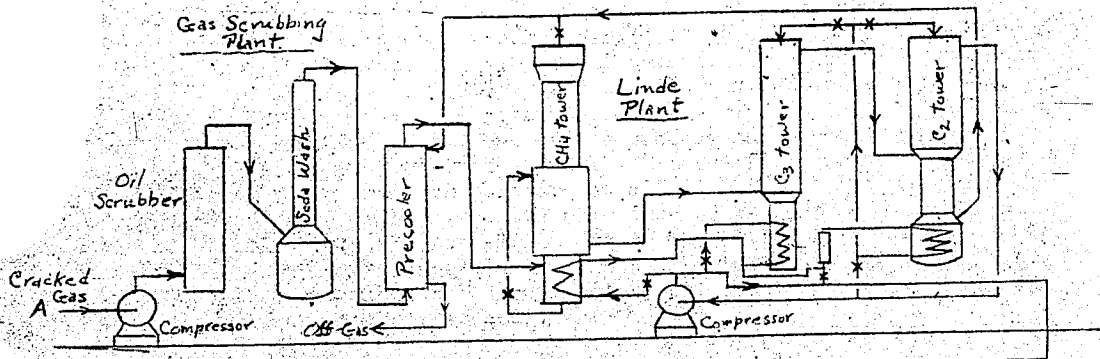 Gas Scrubbing
Plant.
Linde
Plant
Oil
Scrubber
Soda Wash
Precooler
CH4 tower
C3 tower
C2 tower
Cracked
Gas
A
Compressor
Off Gas
Compressor